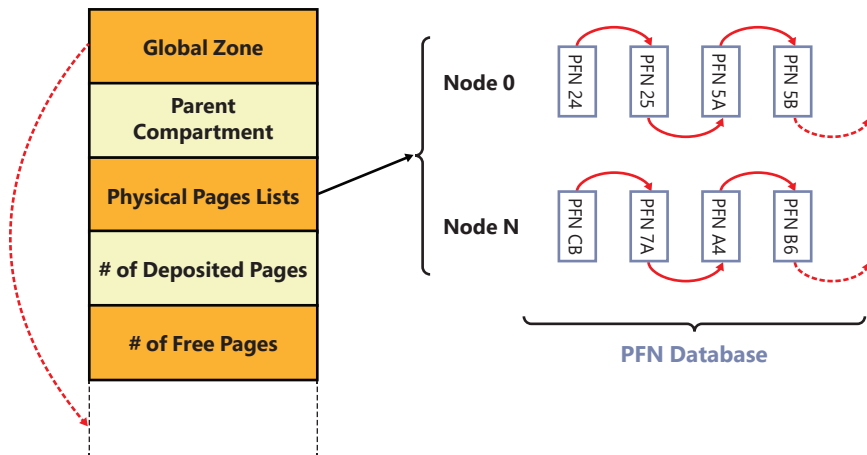 Global Zone
Parent
Compartment
Physical Pages Lists
# of Deposited Pages
# of Free Pages
Node 0
PFN 24
PFN 25
PFN 5A
PFN 5B
Node N
PFN CB
PFN 7A
PFN A4
PFN B6
PFN Database